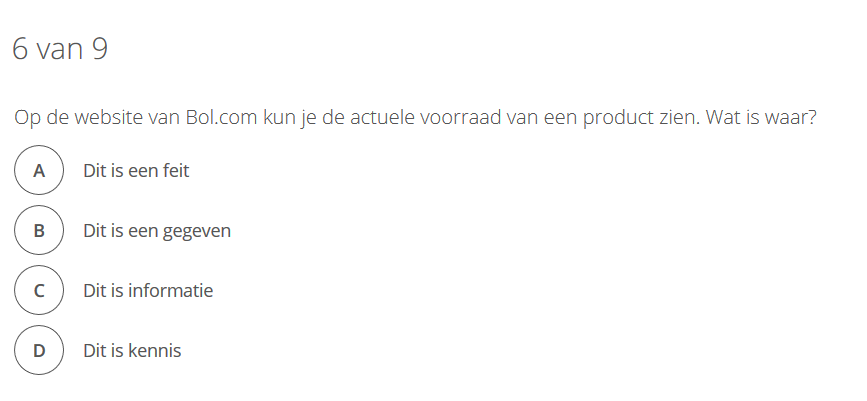 6 van 9
Op de website van Bol.com kun je de actuele voorraad van een product zien. Wat is waar?
A Dit is een feit
B Dit is een gegeven
C Dit is informatie
D Dit is kennis